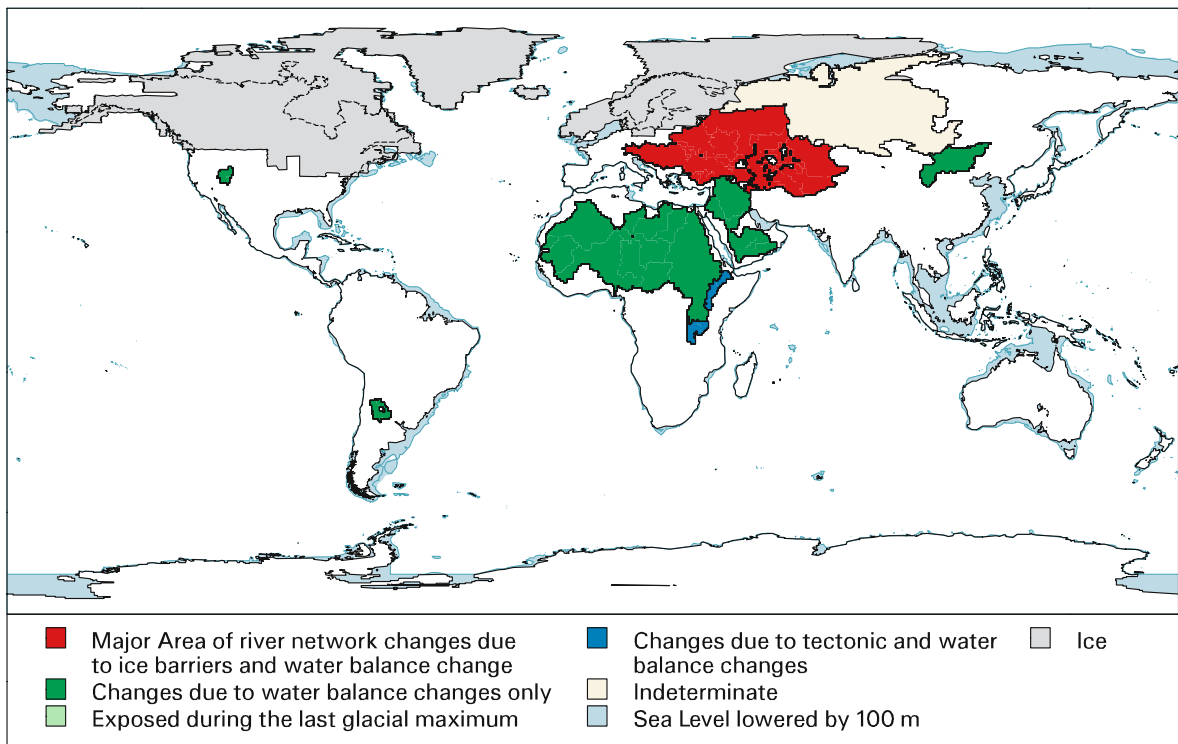 Major Area of river network changes due
to ice barriers and water balance change
Changes due to water balance changes only
Exposed during the last glacial maximum
Changes due to tectonic and water
balance changes
Indeterminate
Sea Level lowered by 100 m
Ice